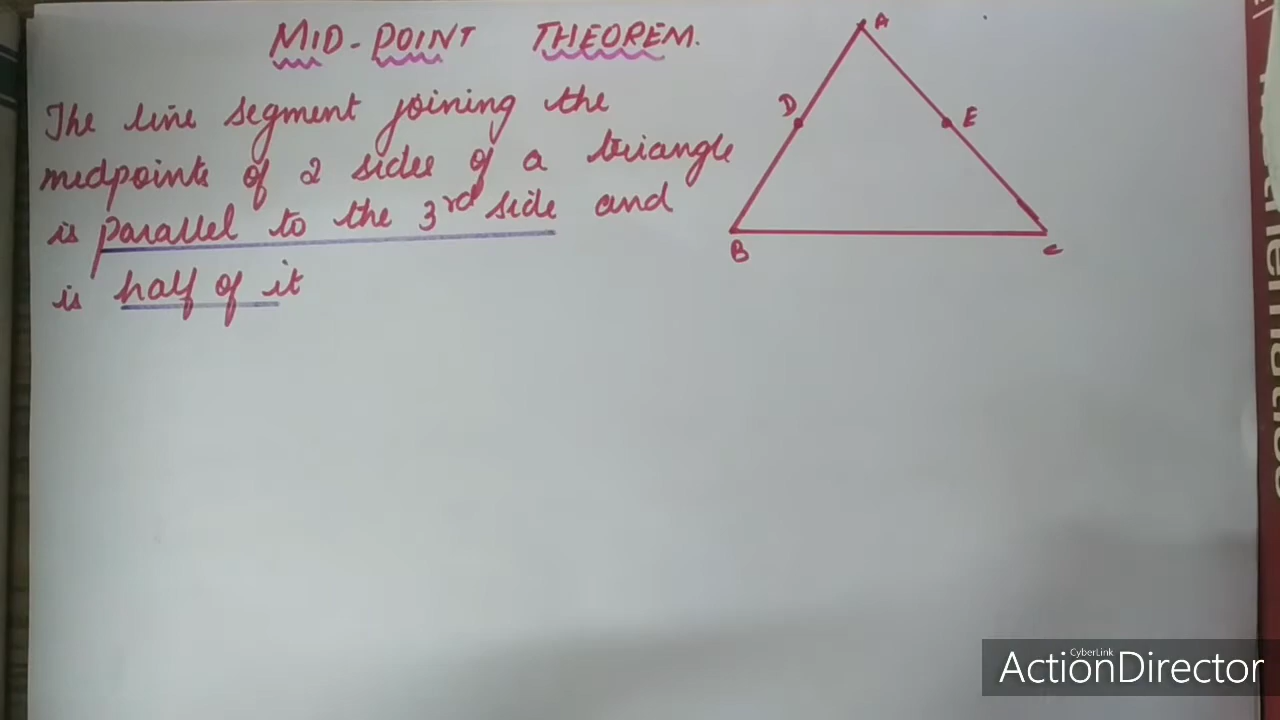 MID-POINT THEOREM.
The line segment joining the
midpoints of 2 sides of a triangle
is parallel to the 3rd side and
is half of it
A
D
E
B
C
CyberLink
ActionDirector